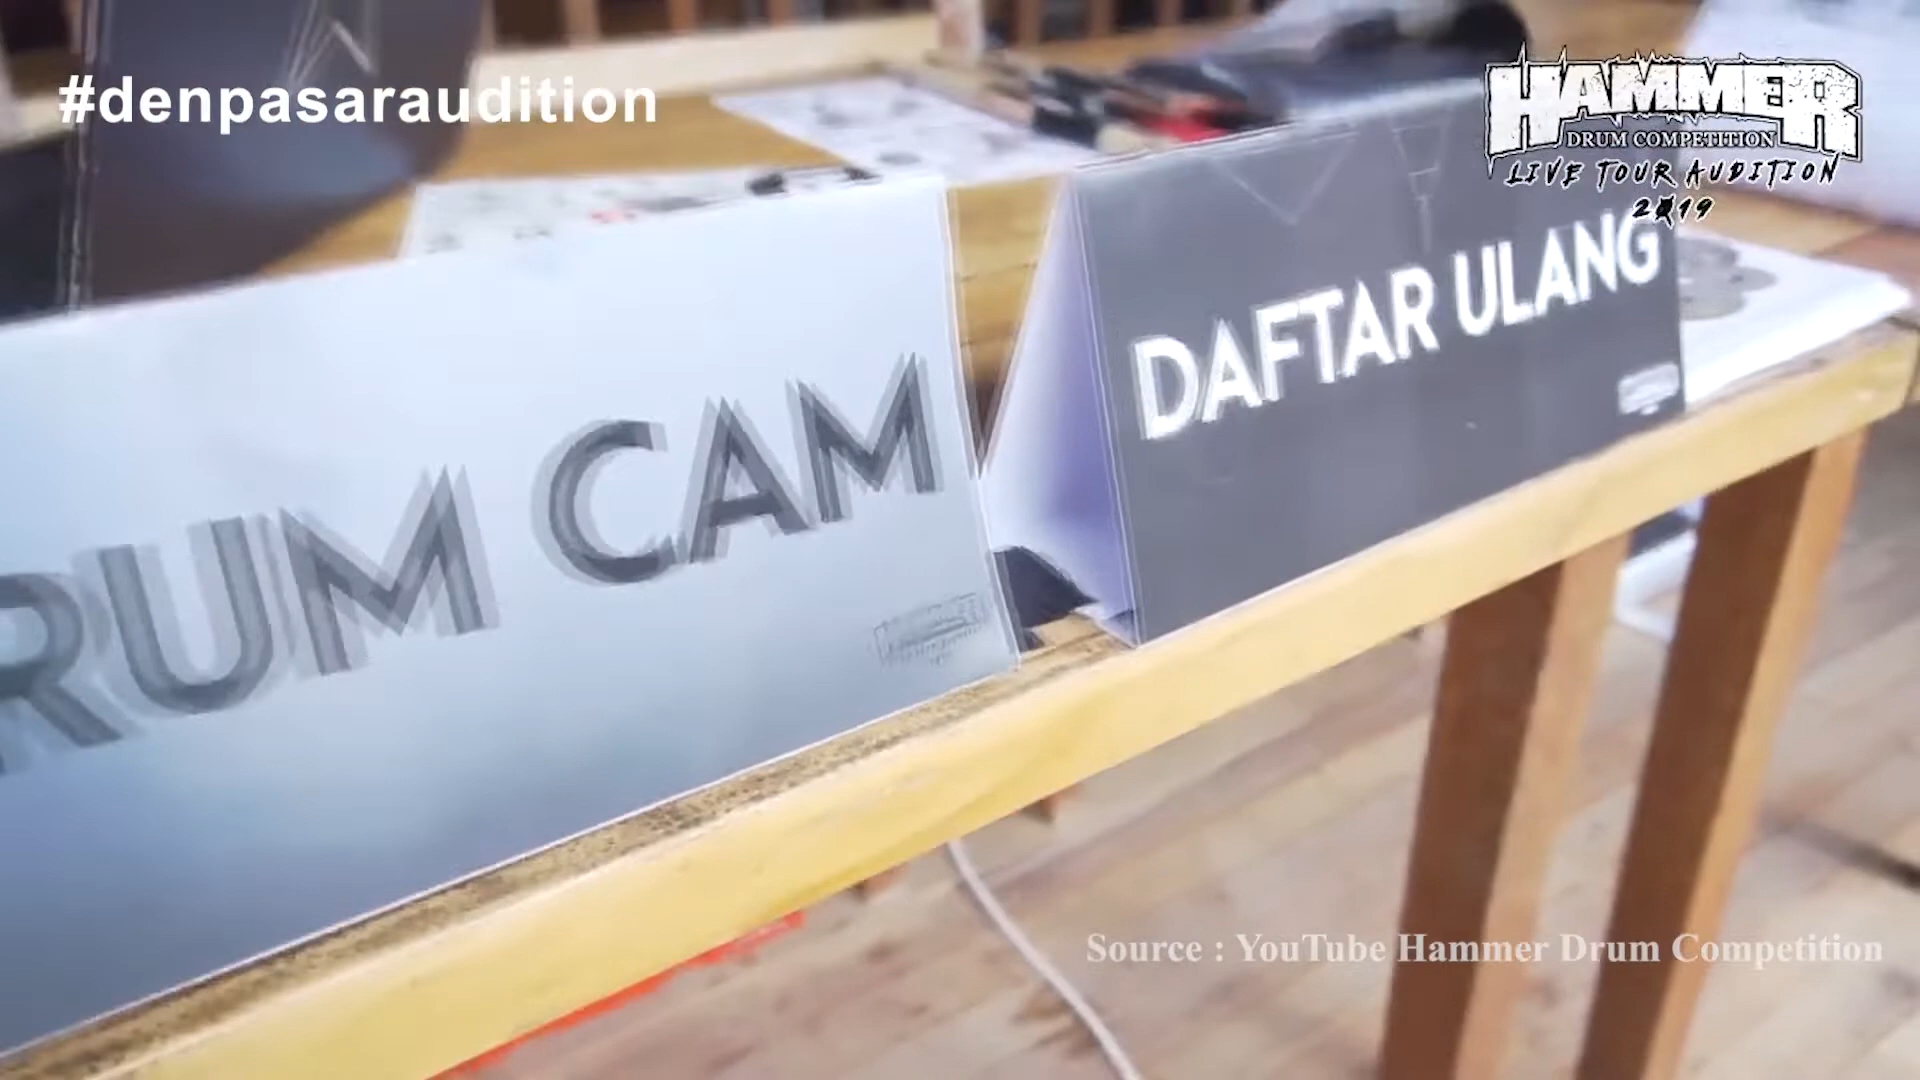 #denpasaraudition
HAMMER
DRUM COMPETITION
LIVE TOUR AUDITION
2019
DAFTAR ULANG
RUM CAM
Source : YouTube Hammer Drum Competition